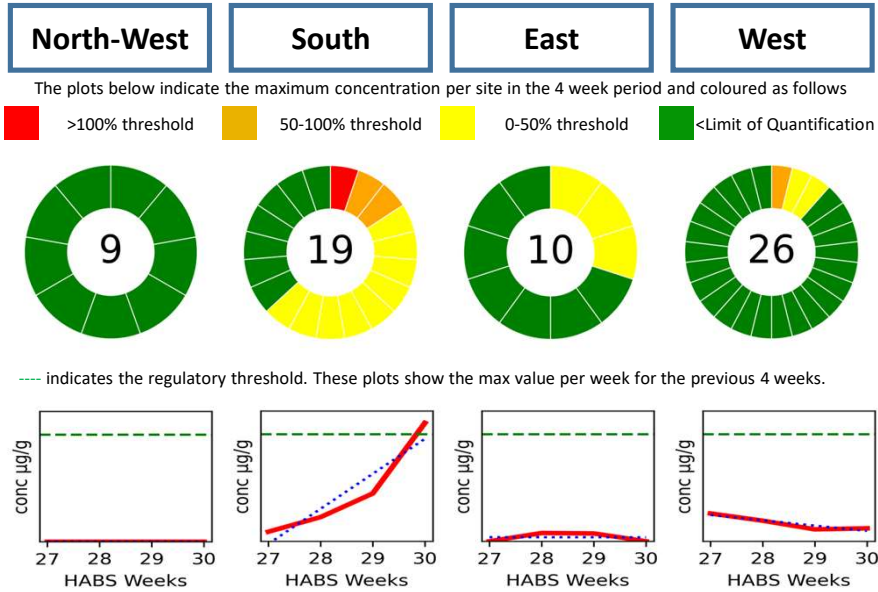 North-West South East West
The plots below indicate the maximum concentration per site in the 4 week period and coloured as follows
>100% threshold 50-100% threshold 0-50% threshold <Limit of Quantification
9 19 10 26
---- indicates the regulatory threshold. These plots show the max value per week for the previous 4 weeks.
conc µg/g conc µg/g conc µg/g conc µg/g
27 28 29 30 27 28 29 30 27 28 29 30 27 28 29 30
HABS Weeks HABS Weeks HABS Weeks HABS Weeks